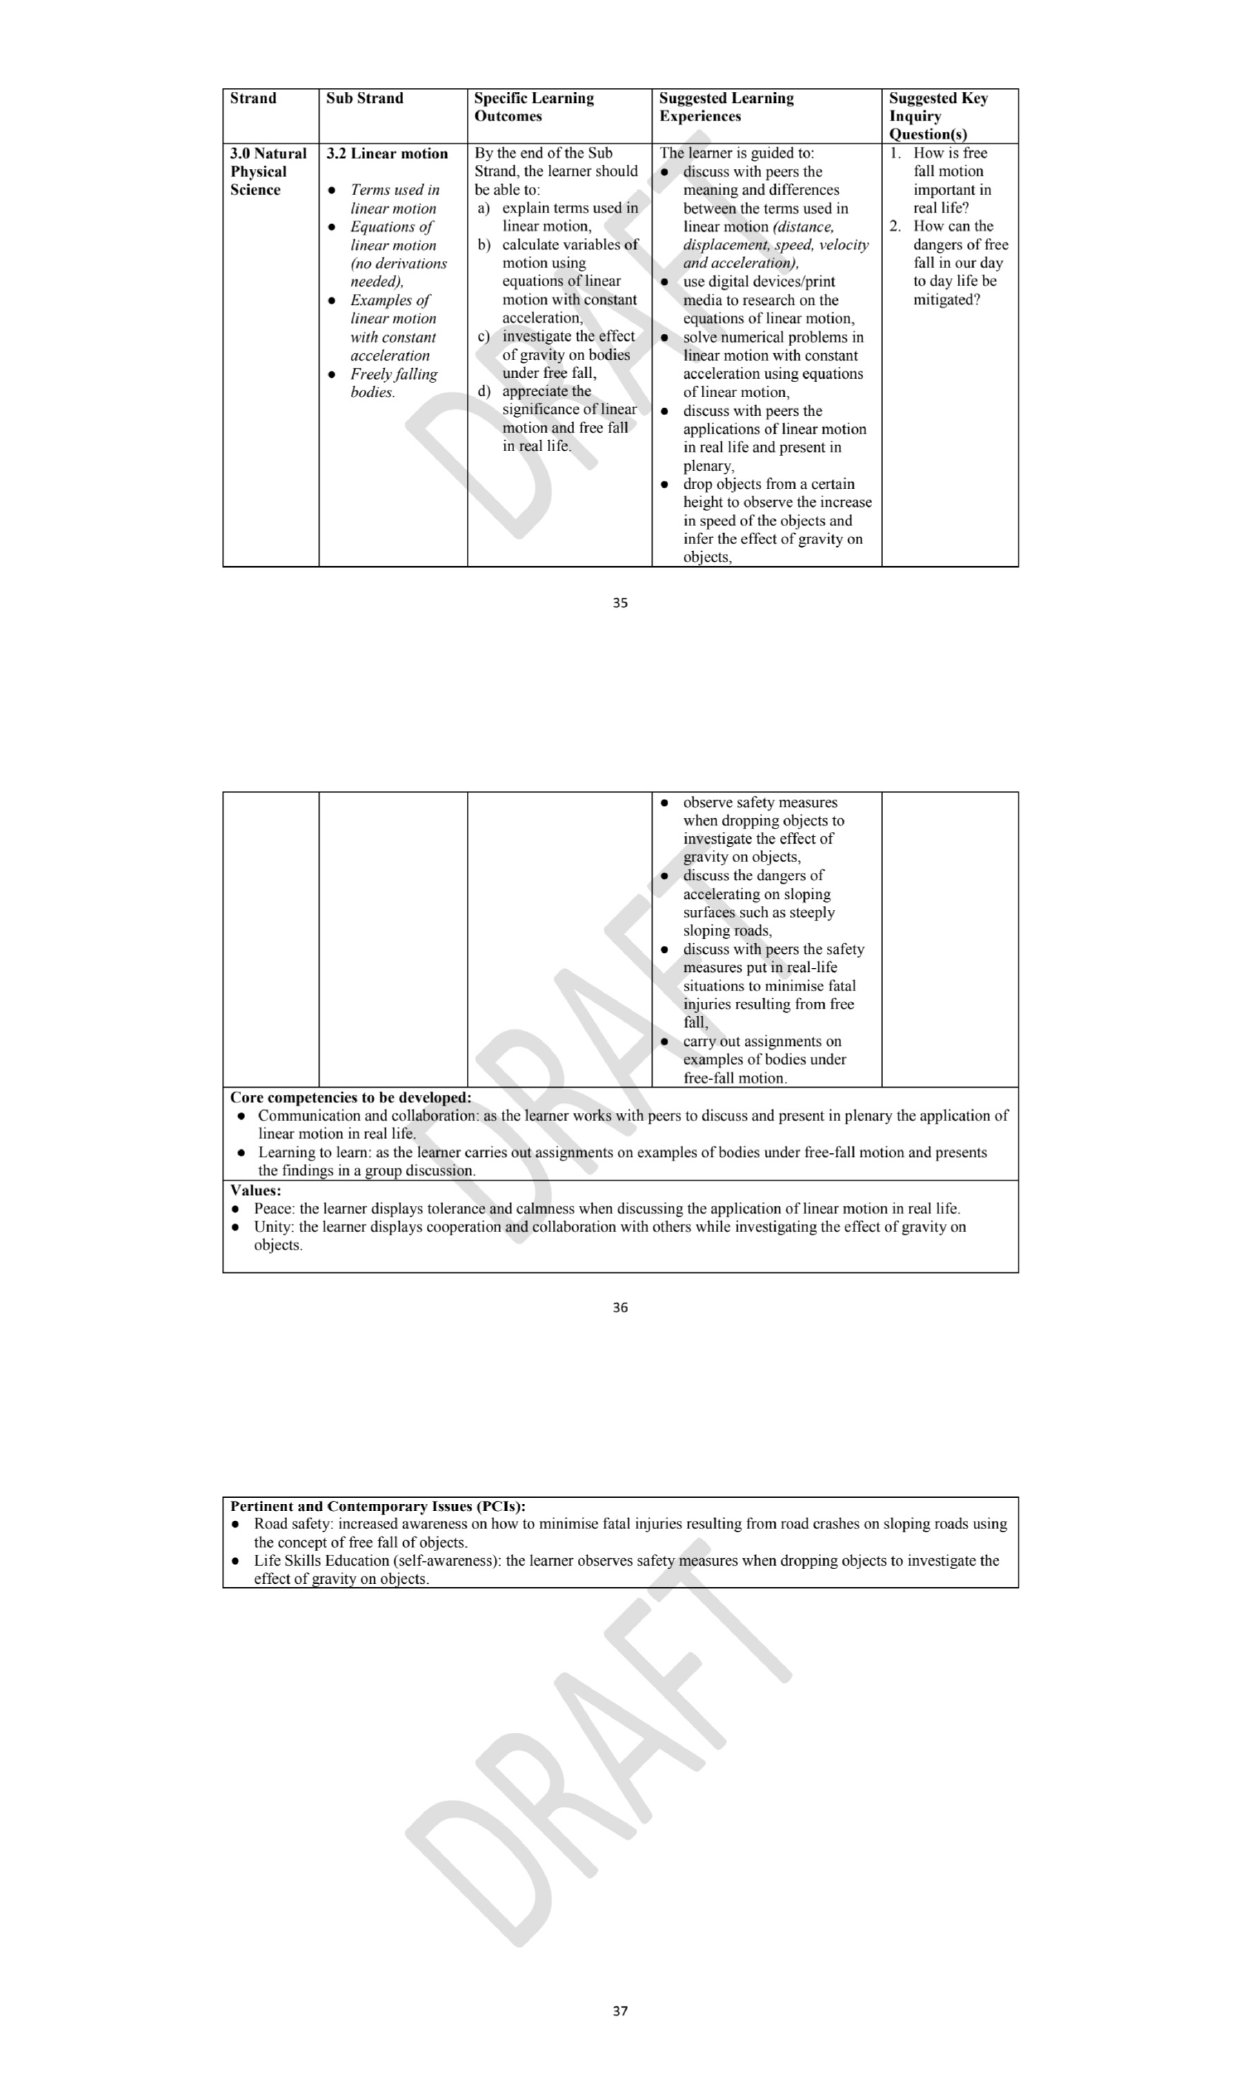 Strand
Sub Strand
Specific Learning
Outcomes
Suggested Learning
Experiences
Suggested Key
Inquiry
Question(s)
3.0 Natural
Physical
Science
3.2 Linear motion
● Terms used in
linear motion
● Equations of
linear motion
(no derivations
needed),
● Examples of
linear motion
with constant
acceleration
● Freely falling
bodies.
By the end of the Sub
Strand, the learner should
be able to:
a) explain terms used in
linear motion,
b) calculate variables of
motion using
equations of linear
motion with constant
acceleration,
c) investigate the effect
of gravity on bodies
under free fall,
d) appreciate the
significance of linear
motion and free fall
in real life.
The learner is guided to:
● discuss with peers the
meaning and differences
between the terms used in
linear motion (distance,
displacement, speed, velocity
and acceleration),
● use digital devices/print
media to research on the
equations of linear motion,
● solve numerical problems in
linear motion with constant
acceleration using equations
of linear motion,
● discuss with peers the
applications of linear motion
in real life and present in
plenary,
● drop objects from a certain
height to observe the increase
in speed of the objects and
infer the effect of gravity on
objects,
1. How is free
fall motion
important in
real life?
2. How can the
dangers of free
fall in our day
to day life be
mitigated?
DRAFT
35
● observe safety measures
when dropping objects to
investigate the effect of
gravity on objects,
● discuss the dangers of
accelerating on sloping
surfaces such as steeply
sloping roads,
● discuss with peers the safety
measures put in real-life
situations to minimise fatal
injuries resulting from free
fall,
● carry out assignments on
examples of bodies under
free-fall motion.
Core competencies to be developed:
● Communication and collaboration: as the learner works with peers to discuss and present in plenary the application of
linear motion in real life.
● Learning to learn: as the learner carries out assignments on examples of bodies under free-fall motion and presents
the findings in a group discussion.
Values:
● Peace: the learner displays tolerance and calmness when discussing the application of linear motion in real life.
● Unity: the learner displays cooperation and collaboration with others while investigating the effect of gravity on
objects.
DRAFT
36
Pertinent and Contemporary Issues (PCIs):
● Road safety: increased awareness on how to minimise fatal injuries resulting from road crashes on sloping roads using
the concept of free fall of objects.
● Life Skills Education (self-awareness): the learner observes safety measures when dropping objects to investigate the
effect of gravity on objects.
DRAFT
37